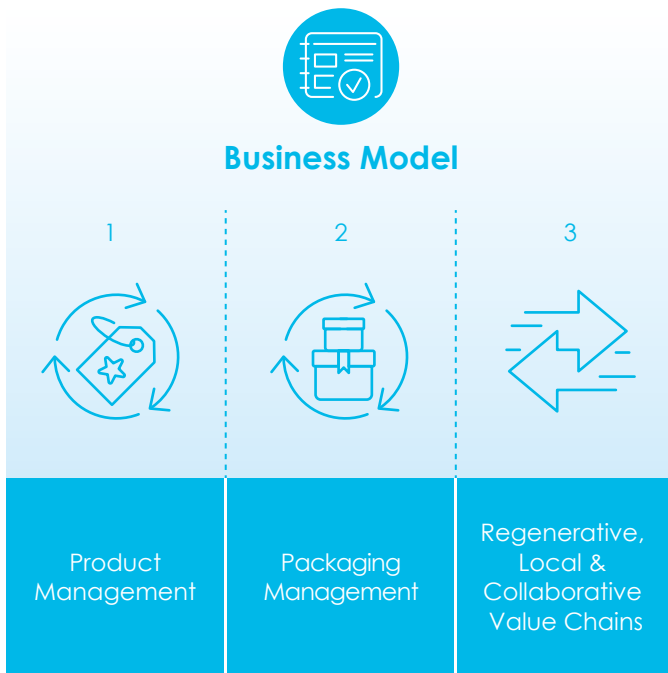 Business Model
1
2
3
Product
Management
Packaging
Management
Regenerative,
Local &
Collaborative
Value Chains